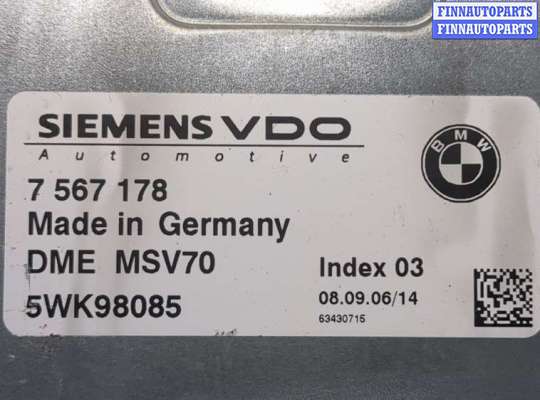 FINNAUTOPARTS
FINNAUTOPARTS
SIEMENS VDO
Automotive
BMW
7 567 178
Made in Germany
DME MSV70
Index 03
5WK98085
08.09.06/14
63430715